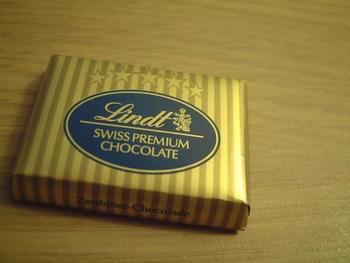 Lindt
SWISS PREMIUM
CHOCOLATE
Zartbitter-Chocolade